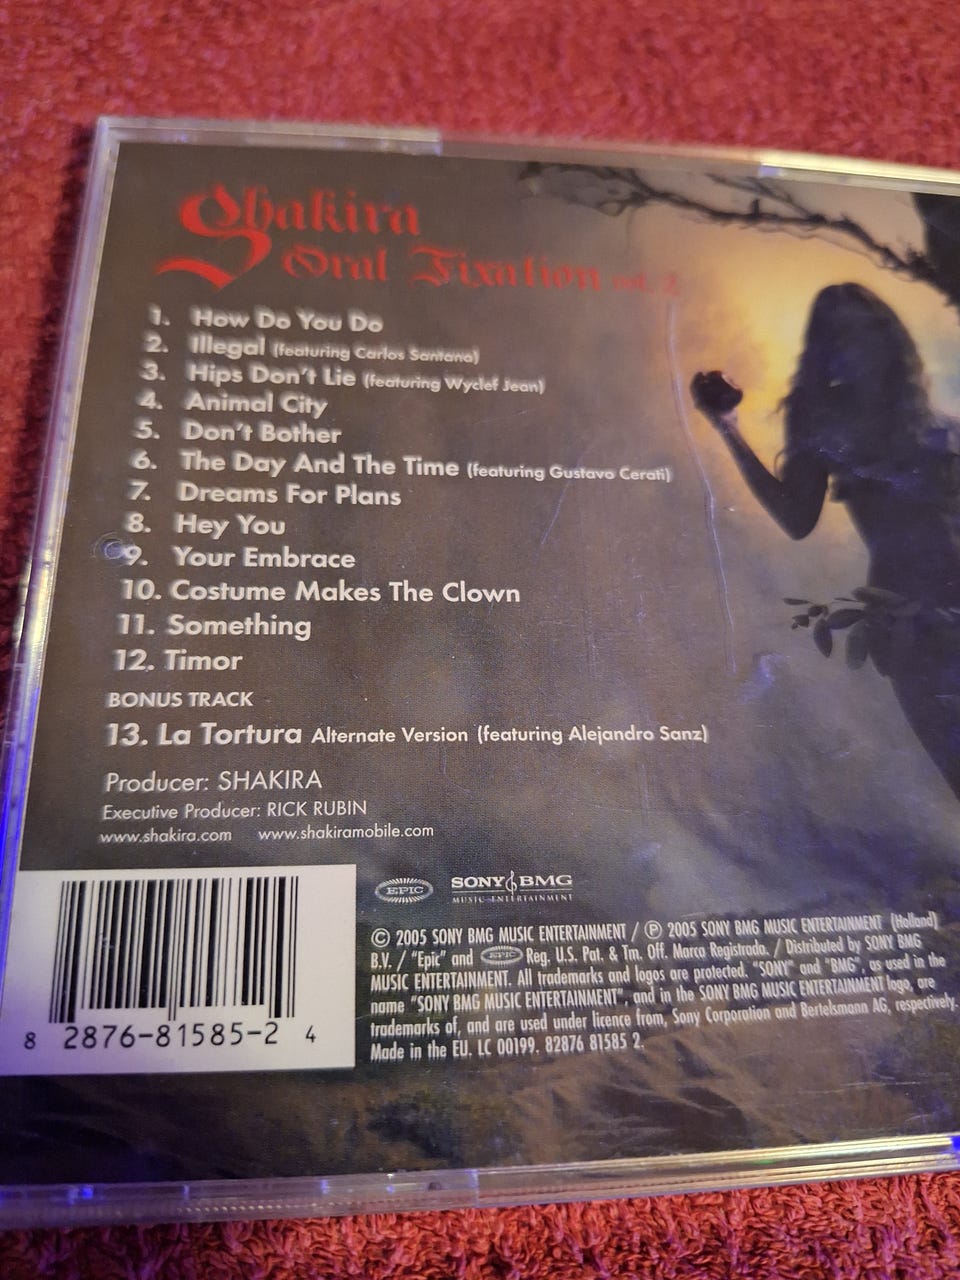 Shakira
Oral Fixation vol. 2
1. How Do You Do
2. Illegal (featuring Carlos Santana)
3. Hips Don't Lie (featuring Wyclef Jean)
4. Animal City
5. Don't Bother
6. The Day And The Time (featuring Gustavo Cerati)
7. Dreams For Plans
8. Hey You
9. Your Embrace
10. Costume Makes The Clown
11. Something
12. Timor
BONUS TRACK
13. La Tortura Alternate Version (featuring Alejandro Sanz)
Producer: SHAKIRA
Executive Producer: RICK RUBIN
www.shakira.com www.shakiramobile.com
EPIC SONY BMG
MUSIC ENTERTAINMENT
© 2005 SONY BMG MUSIC ENTERTAINMENT / ℗ 2005 SONY BMG MUSIC ENTERTAINMENT (Holland)
B.V. / "Epic" and EPIC Reg. U.S. Pat. & Tm. Off. Marca Registrada. / Distributed by SONY BMG
MUSIC ENTERTAINMENT. All trademarks and logos are protected. "SONY" and "BMG", as used in the
name "SONY BMG MUSIC ENTERTAINMENT", and in the SONY BMG MUSIC ENTERTAINMENT logo, are
trademarks of, and are used under licence from, Sony Corporation and Bertelsmann AG, respectively.
Made in the EU. LC 00199. 82876 81585 2.
8 2876-81585-2 4